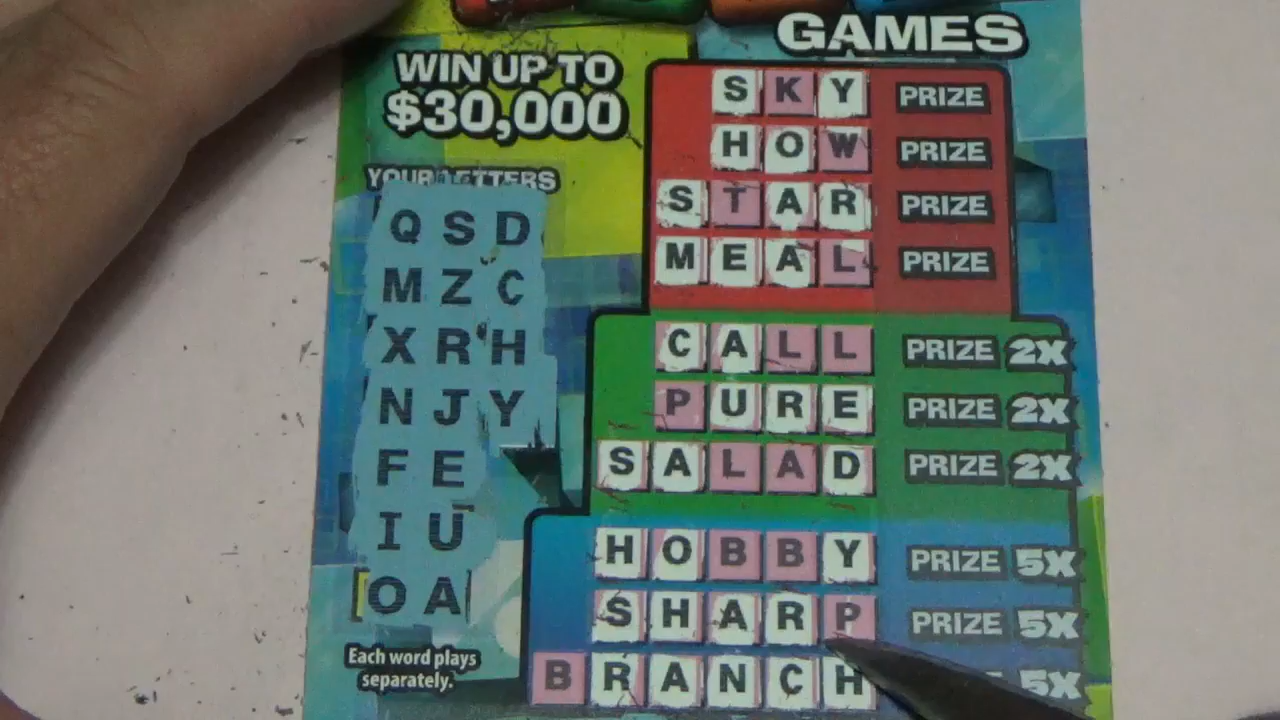 GAMES
WIN UP TO
$30,000
YOUR LETTERS
Q S D
M Z C
X R H
N J Y
F E
I U
O A
Each word plays
separately.
SKY PRIZE
HOW PRIZE
STAR PRIZE
MEAL PRIZE
CALL PRIZE 2X
PURE PRIZE 2X
SALAD PRIZE 2X
HOBBY PRIZE 5X
SHARP PRIZE 5X
BRANCH 5X